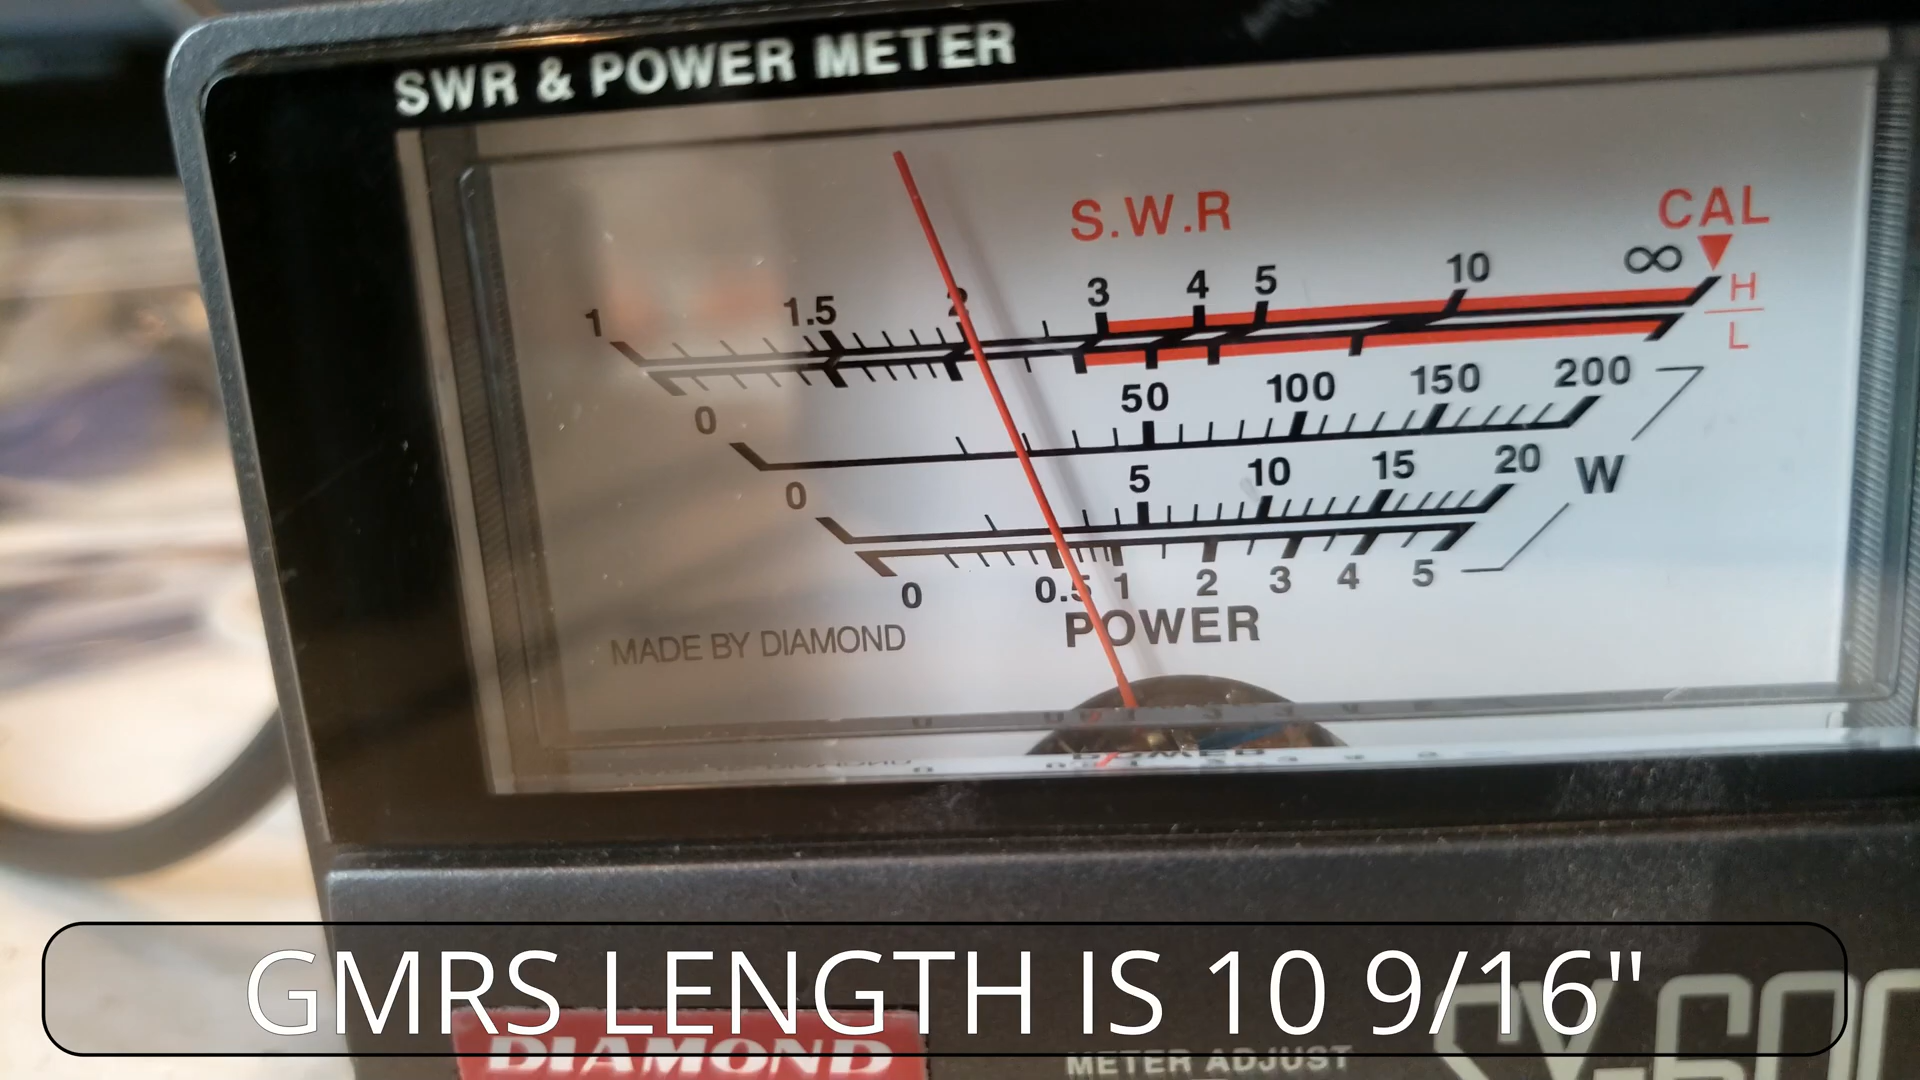 SWR & POWER METER
S.W.R
CAL
1 1.5 2 3 4 5 10 ∞
H
L
0 50 100 150 200
0 5 10 15 20
W
0 0.5 1 2 3 4 5
POWER
MADE BY DIAMOND
GMRS LENGTH IS 10 9/16"
DIAMOND
METER ADJUST